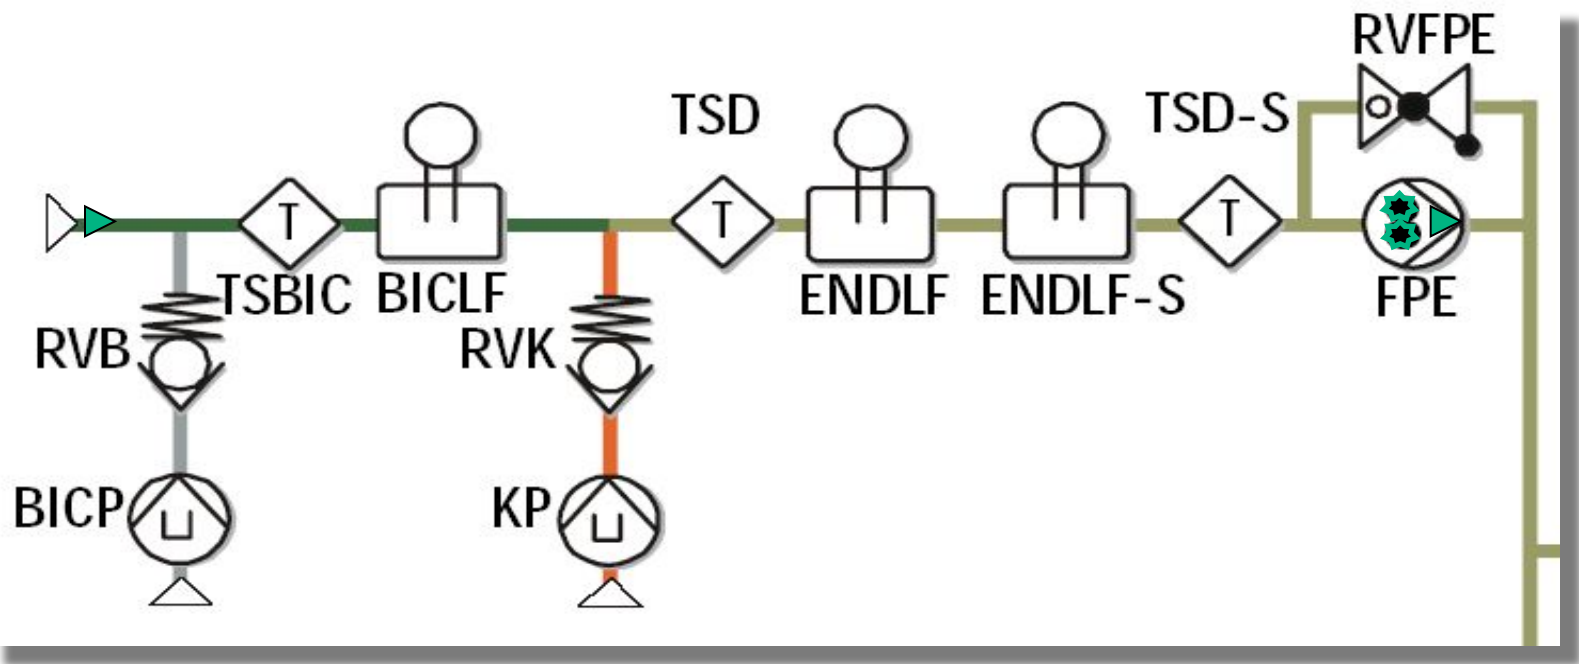 RVFPE
TSD
TSD-S
T
T
T
TSBIC
BICLF
ENDLF
ENDLF-S
FPE
RVB
RVK
BICP
KP